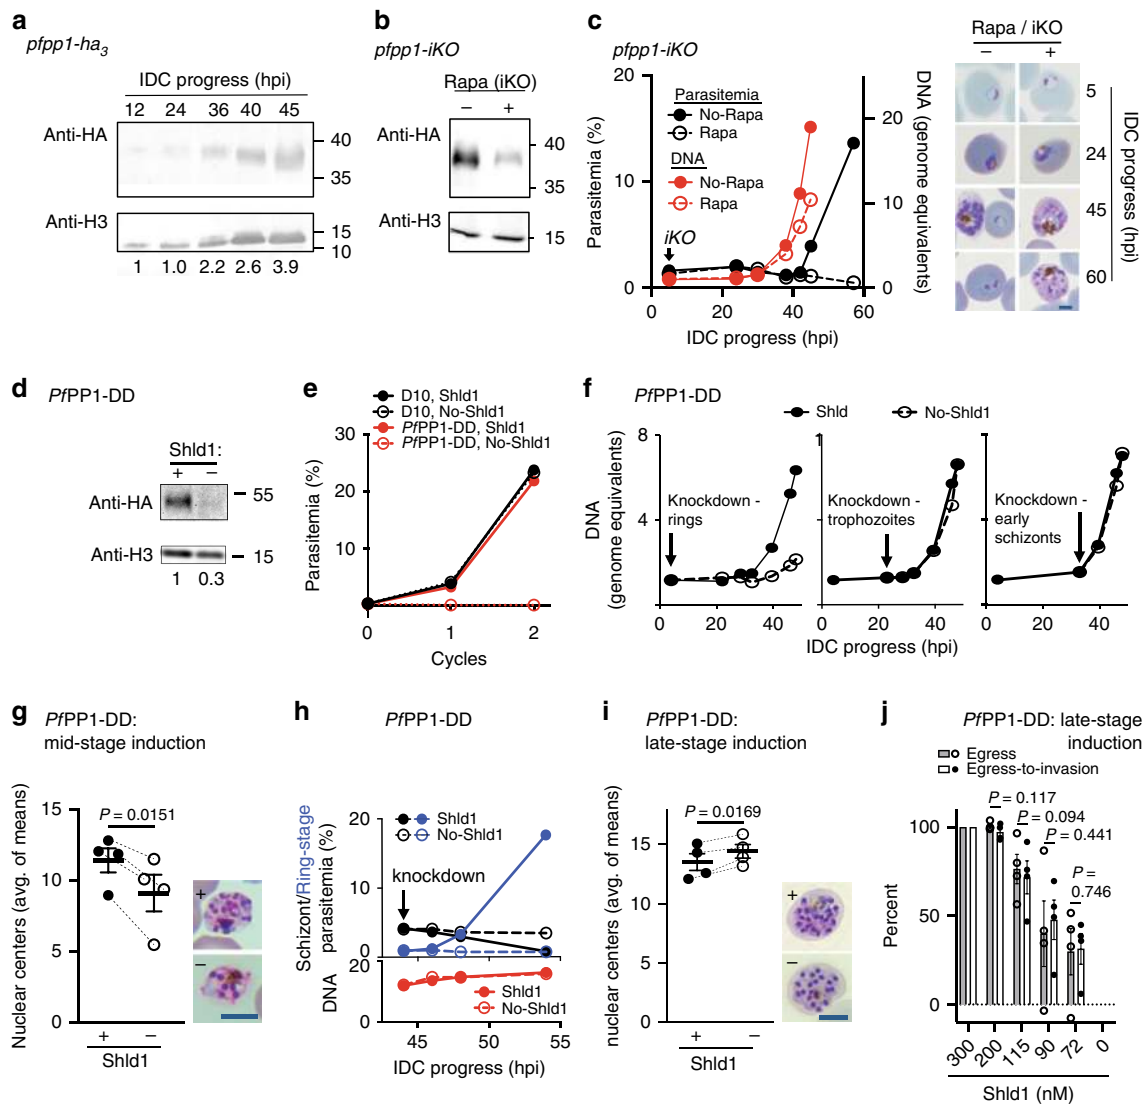 a
pfpp1-ha3
IDC progress (hpi)
12 24 36 40 45
Anti-HA
40
35
Anti-H3
15
10
1 1.0 2.2 2.6 3.9
b
pfpp1-iKO
Rapa (iKO)
– +
Anti-HA
40
35
Anti-H3
15
c
pfpp1-iKO
Parasitemia (%)
20
10
0
Parasitemia
No-Rapa
Rapa
DNA
No-Rapa
Rapa
iKO
0 20 40 60
IDC progress (hpi)
20
10
0
DNA (genome equivalents)
Rapa / iKO
– +
5
24
45
60
IDC progress (hpi)
d
PfPP1-DD
Shld1:
+ –
Anti-HA
55
Anti-H3
15
1 0.3
e
D10, Shld1
D10, No-Shld1
PfPP1-DD, Shld1
PfPP1-DD, No-Shld1
Parasitemia (%)
30
20
10
0 1 2
Cycles
f
PfPP1-DD
Shld
No-Shld1
DNA
(genome equivalents)
8
4
Knockdown -
rings
0 20 40
1
Knockdown -
trophozoites
0 20 40
Knockdown -
early
schizonts
0 20 40
IDC progress (hpi)
g
PfPP1-DD:
mid-stage induction
Nuclear centers (avg. of means)
15
10
5
0
P = 0.0151
+ –
Shld1
+
–
h
PfPP1-DD
Schizont/Ring-stage
parasitemia (%)
20
10
0
Shld1
No-Shld1
knockdown
DNA
20
0
Shld1
No-Shld1
45 50 55
IDC progress (hpi)
i
PfPP1-DD:
late-stage induction
nuclear centers (avg. of means)
15
10
5
0
P = 0.0169
+ –
Shld1
+
–
j
PfPP1-DD: late-stage
induction
Egress
Egress-to-invasion
P = 0.117
P = 0.094
P = 0.441
P =
0.746
Percent
100
50
0
300 200 115 90 72 0
Shld1 (nM)